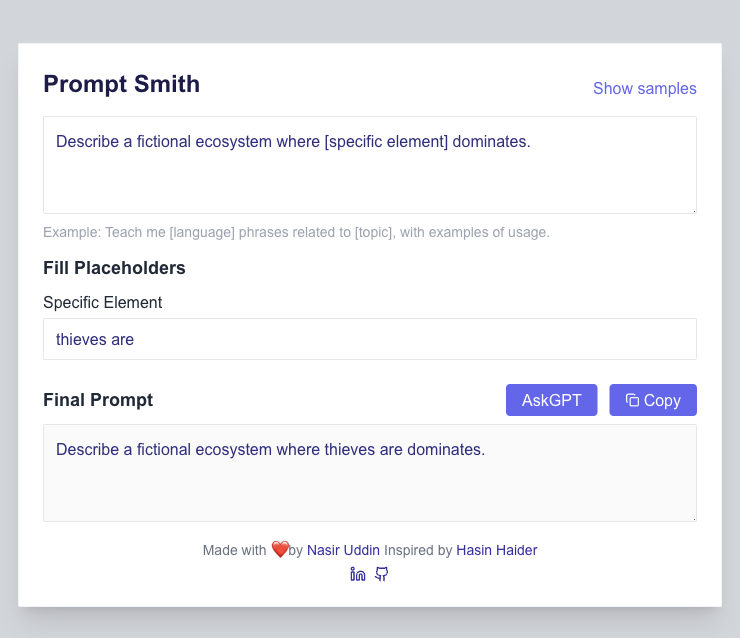 Prompt Smith
Show samples
Describe a fictional ecosystem where [specific element] dominates.
Example: Teach me [language] phrases related to [topic], with examples of usage.
Fill Placeholders
Specific Element
thieves are
Final Prompt
AskGPT
Copy
Describe a fictional ecosystem where thieves are dominates.
Made with ❤️by Nasir Uddin Inspired by Hasin Haider